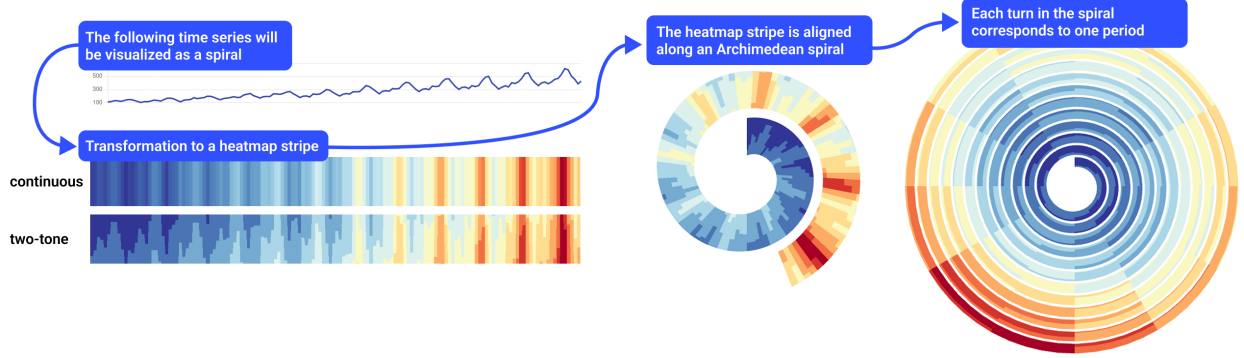 The following time series will
be visualized as a spiral
500
300
100
Transformation to a heatmap stripe
continuous
two-tone
The heatmap stripe is aligned
along an Archimedean spiral
Each turn in the spiral
corresponds to one period